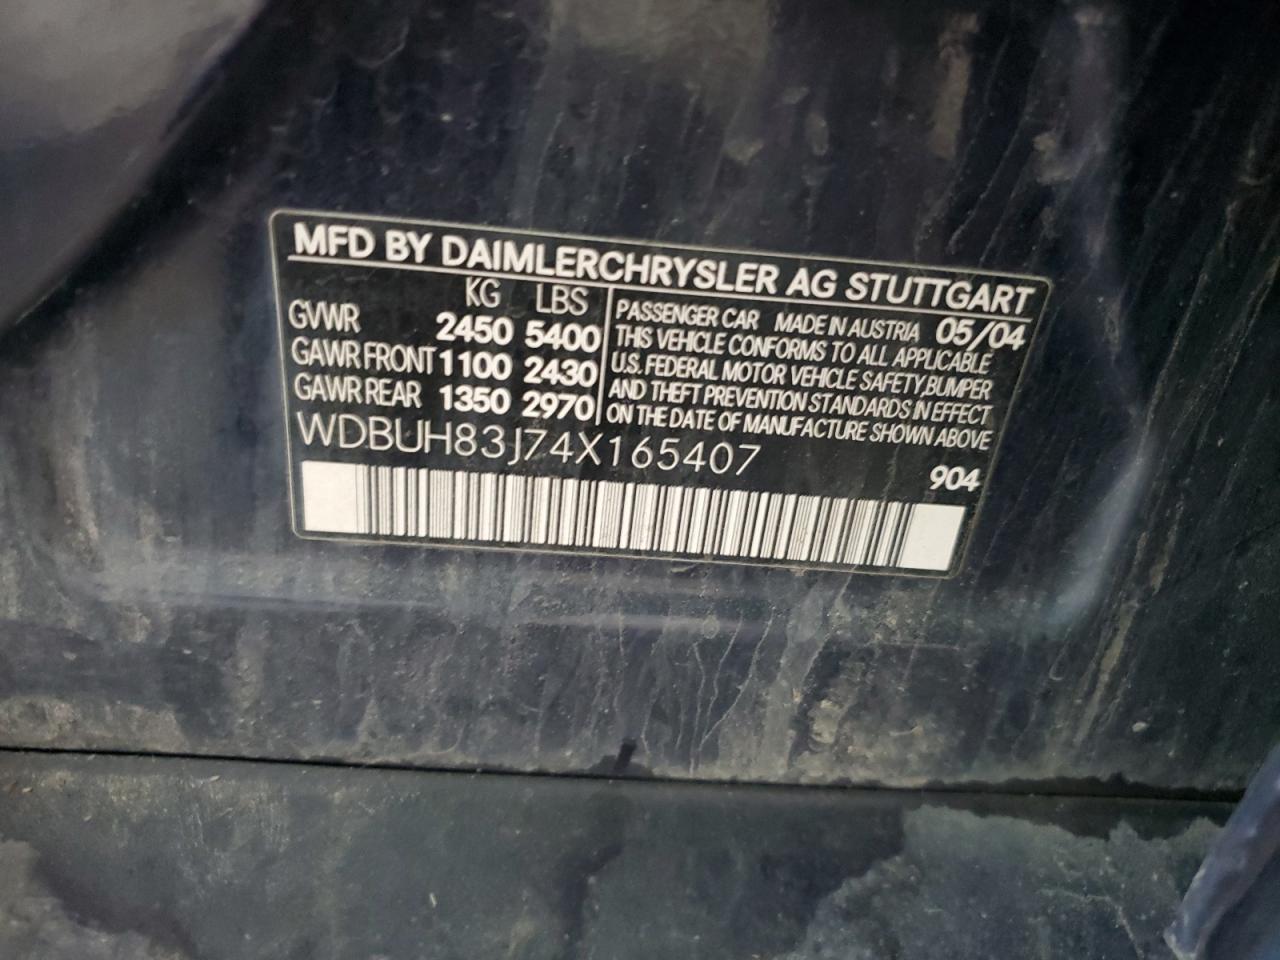 MFD BY DAIMLERCHRYSLER AG STUTTGART
KG LBS
GVWR 2450 5400
GAWR FRONT 1100 2430
GAWR REAR 1350 2970
PASSENGER CAR MADE IN AUSTRIA 05/04
THIS VEHICLE CONFORMS TO ALL APPLICABLE
U.S. FEDERAL MOTOR VEHICLE SAFETY, BUMPER
AND THEFT PREVENTION STANDARDS IN EFFECT
ON THE DATE OF MANUFACTURE SHOWN ABOVE
WDBUH83J74X165407
904